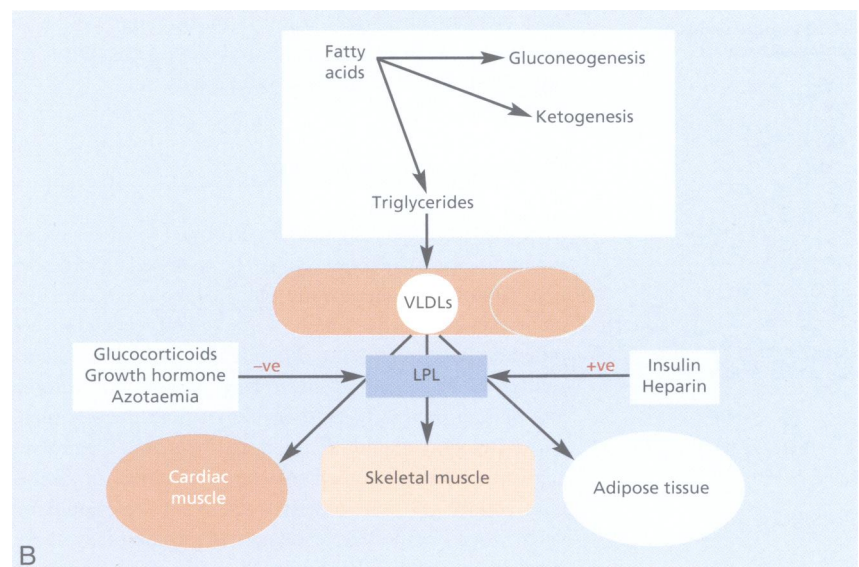 Fatty
acids
Gluconeogenesis
Ketogenesis
Triglycerides
VLDLs
Glucocorticoids
Growth hormone
Azotaemia
–ve
LPL
+ve
Insulin
Heparin
Cardiac
muscle
Skeletal muscle
Adipose tissue
B